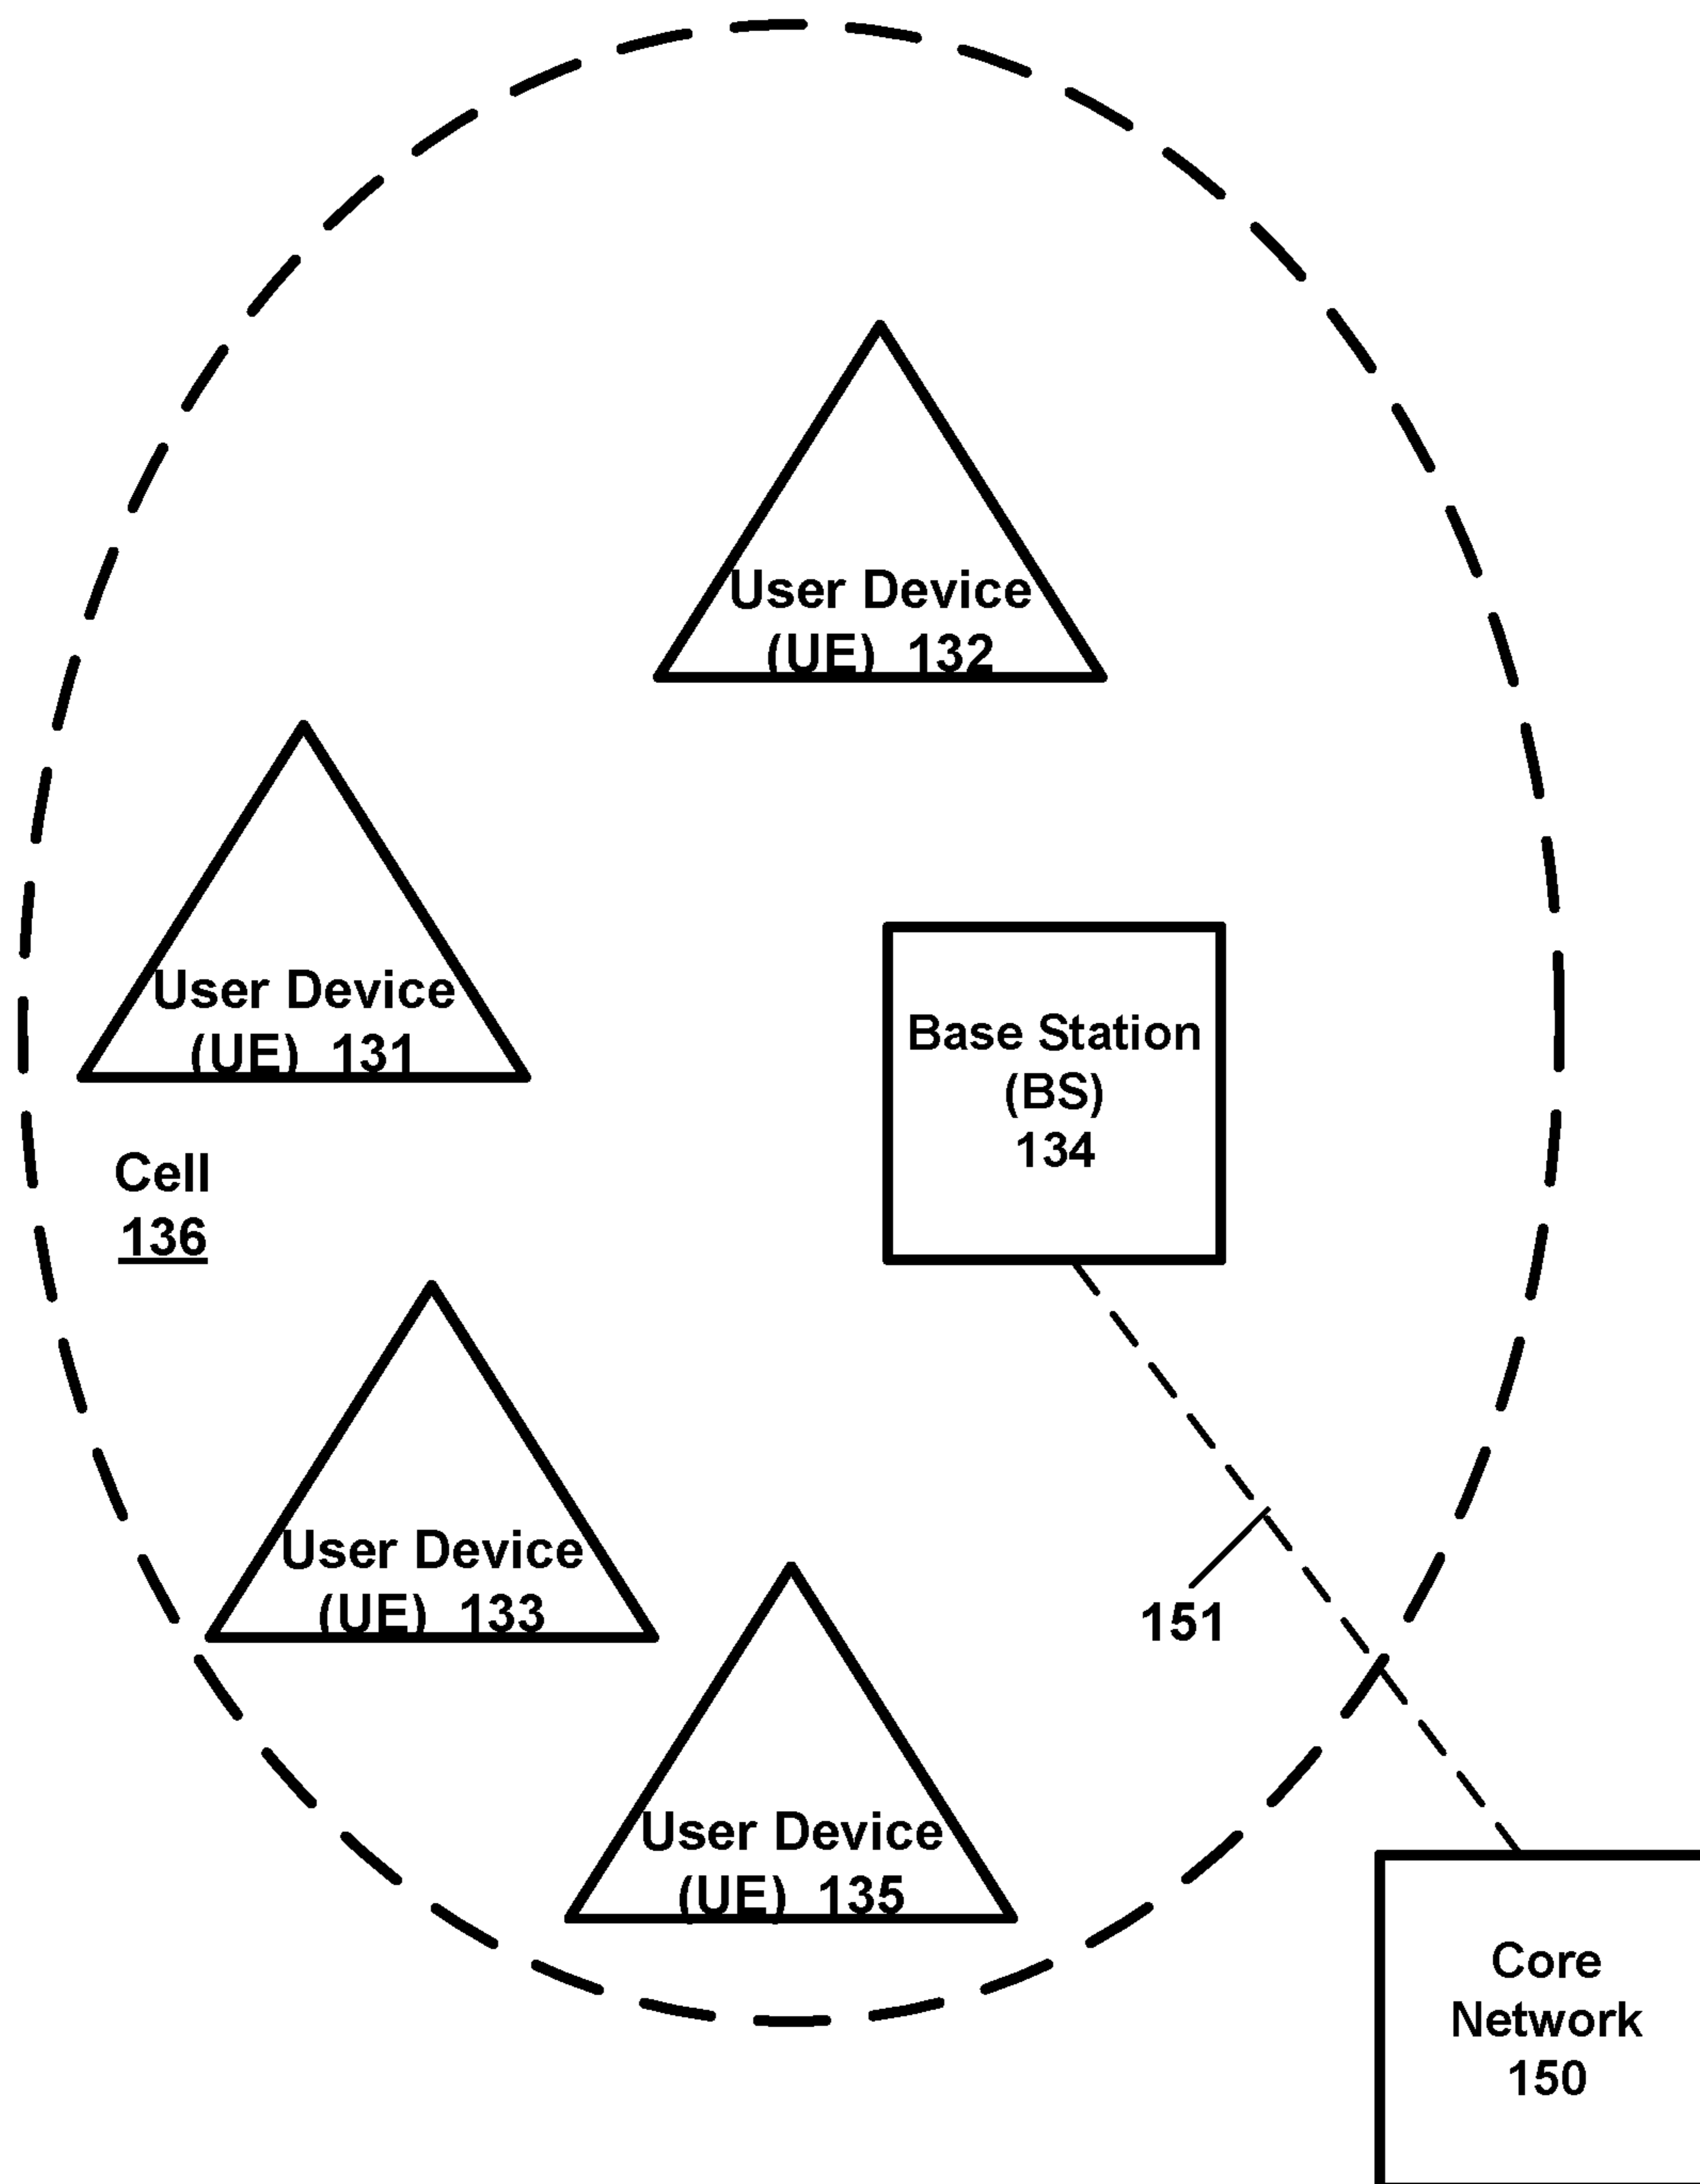 User Device
(UE) 132
User Device
(UE) 131
Base Station
(BS)
134
Cell
136
User Device
(UE) 133
151
User Device
(UE) 135
Core
Network
150